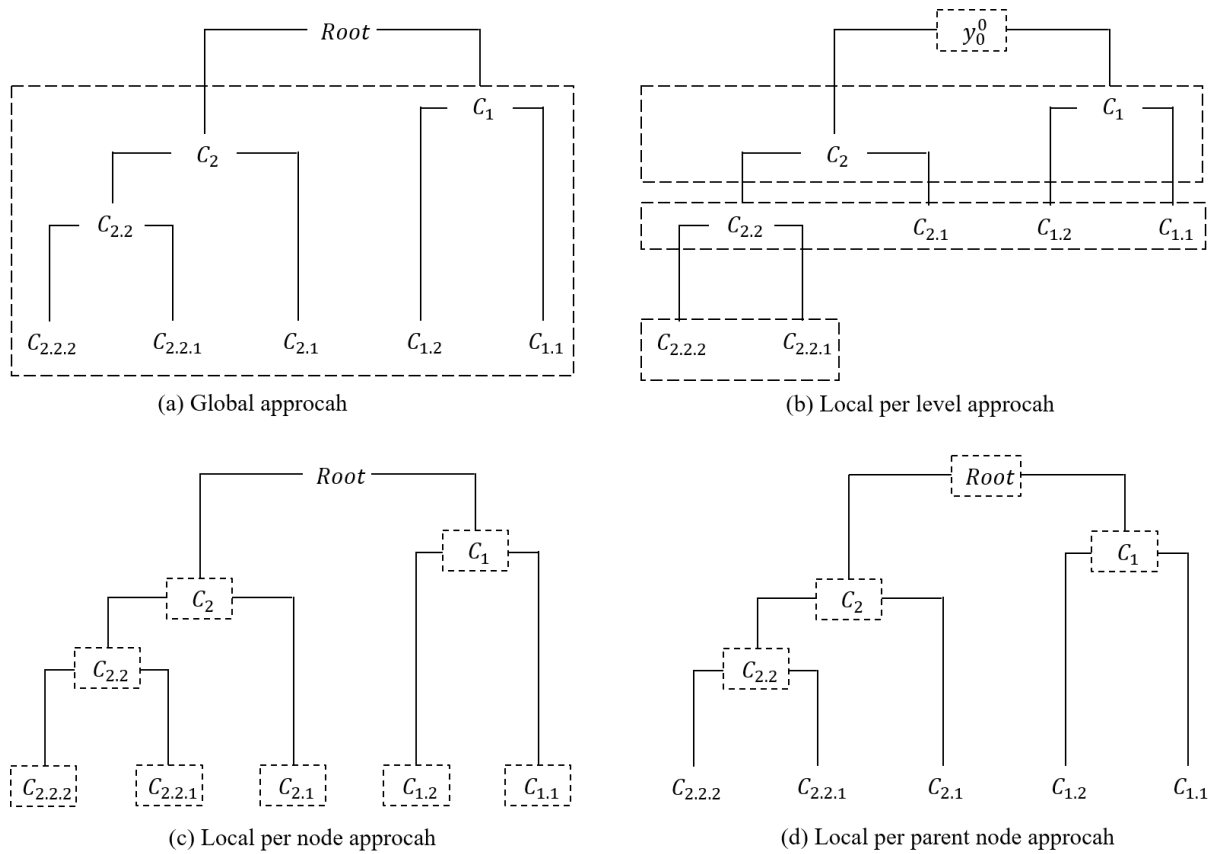 Root
C₁
C₂
C₂.₂
C₂.₂.₂ C₂.₂.₁ C₂.₁ C₁.₂ C₁.₁
(a) Global approcah
y₀⁰
C₁
C₂
C₂.₂ C₂.₁ C₁.₂ C₁.₁
C₂.₂.₂ C₂.₂.₁
(b) Local per level approcah
Root
C₁
C₂
C₂.₂
C₂.₂.₂ C₂.₂.₁ C₂.₁ C₁.₂ C₁.₁
(c) Local per node approcah
Root
C₁
C₂
C₂.₂
C₂.₂.₂ C₂.₂.₁ C₂.₁ C₁.₂ C₁.₁
(d) Local per parent node approcah